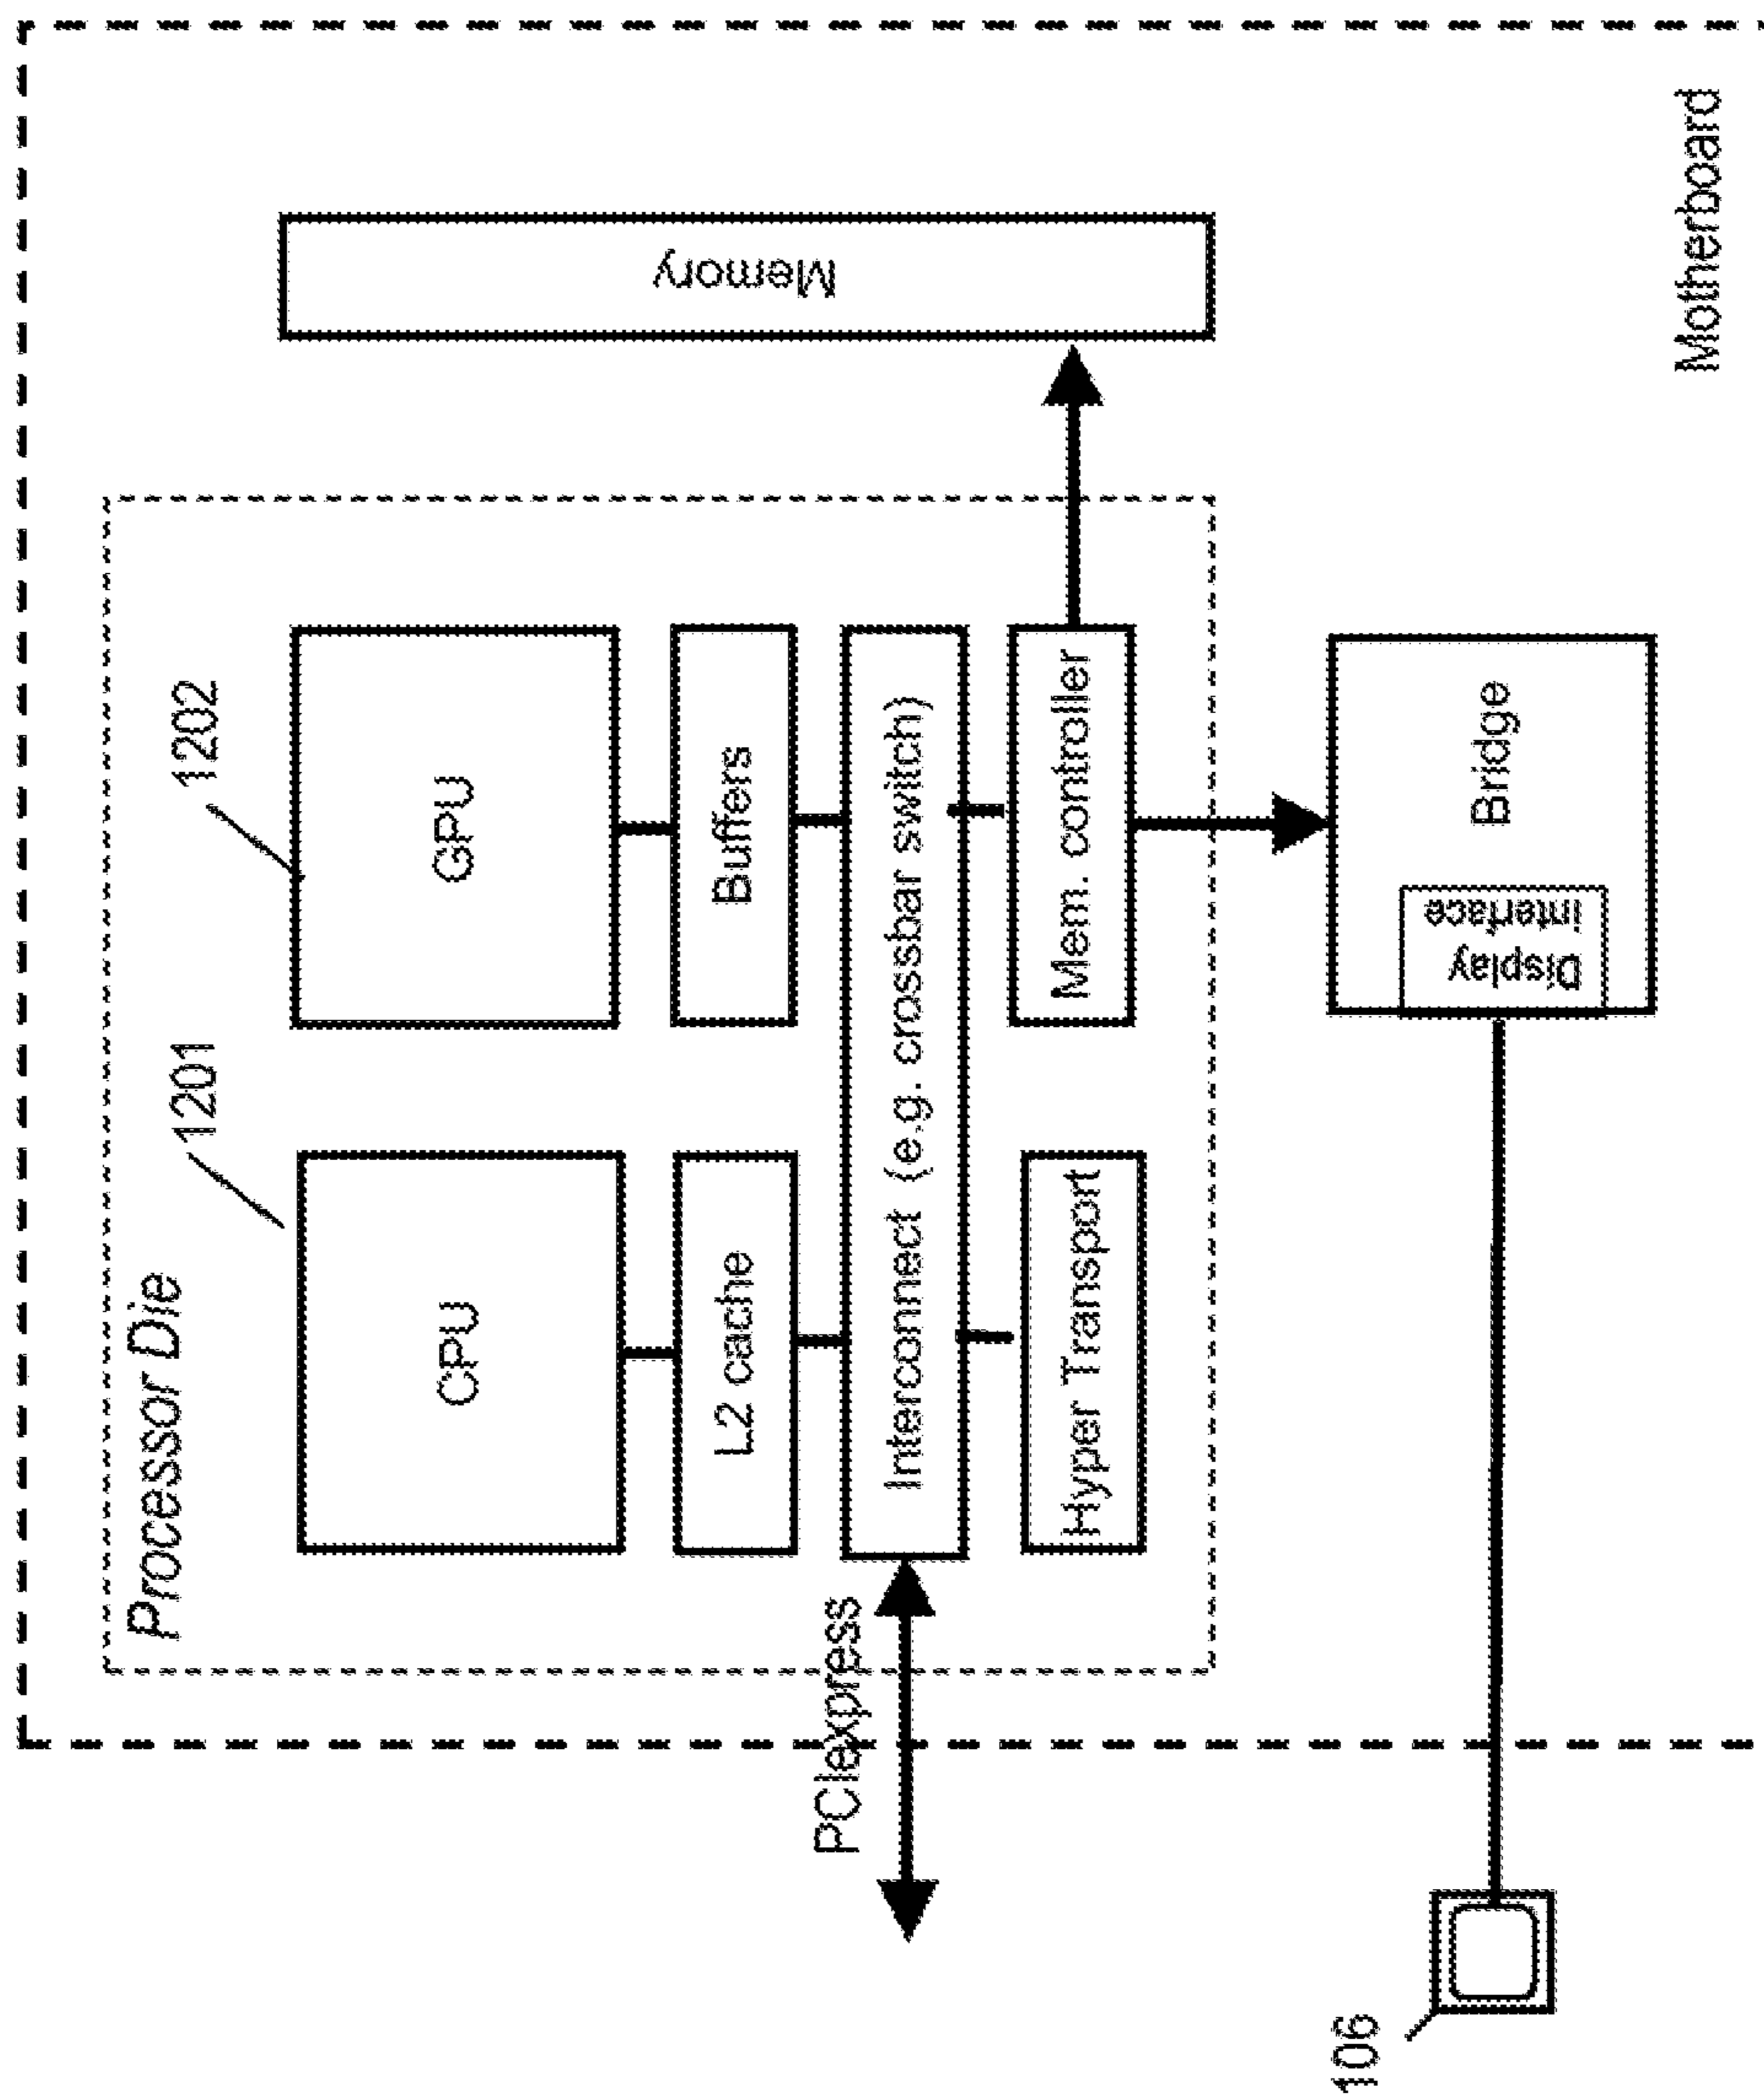 Processor Die
1201
1202
CPU
GPU
L2 cache
Buffers
Interconnect (e.g. crossbar switch)
Hyper Transport
Mem. controller
Memory
PCIexpress
Display
interface
Bridge
106
Motherboard